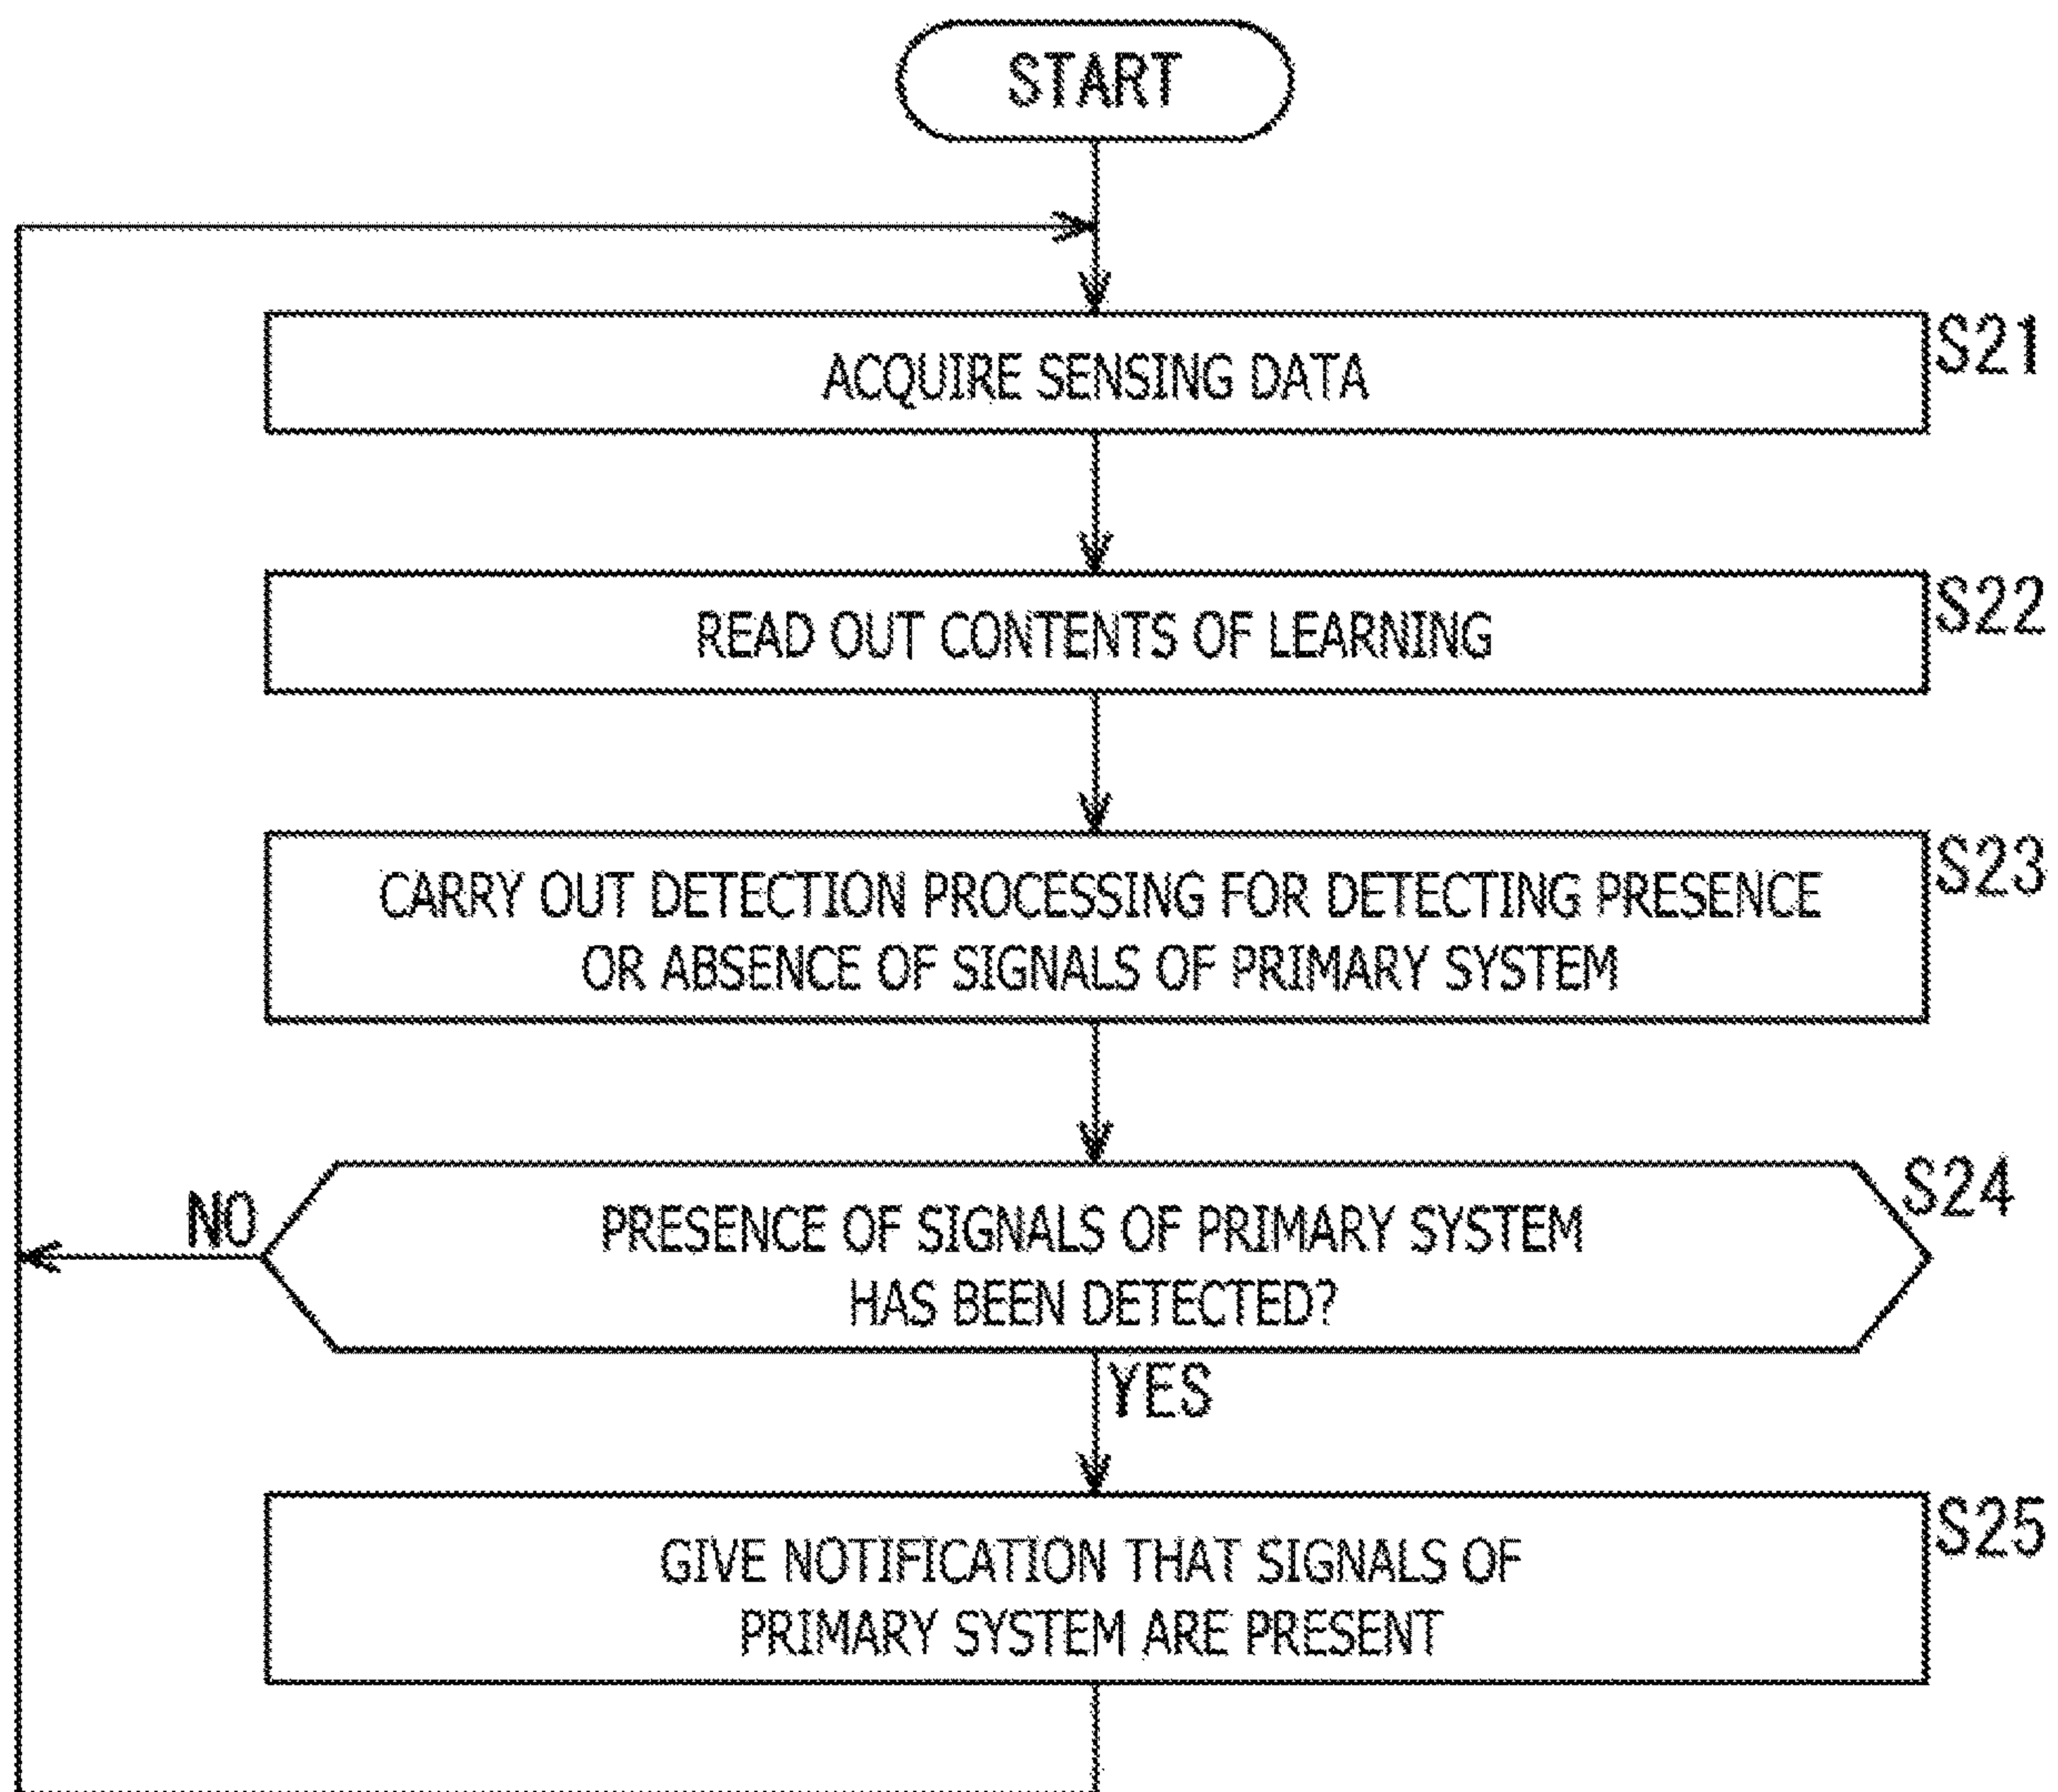 START
ACQUIRE SENSING DATA
S21
READ OUT CONTENTS OF LEARNING
S22
CARRY OUT DETECTION PROCESSING FOR DETECTING PRESENCE
OR ABSENCE OF SIGNALS OF PRIMARY SYSTEM
S23
NO
PRESENCE OF SIGNALS OF PRIMARY SYSTEM
HAS BEEN DETECTED?
S24
YES
GIVE NOTIFICATION THAT SIGNALS OF
PRIMARY SYSTEM ARE PRESENT
S25